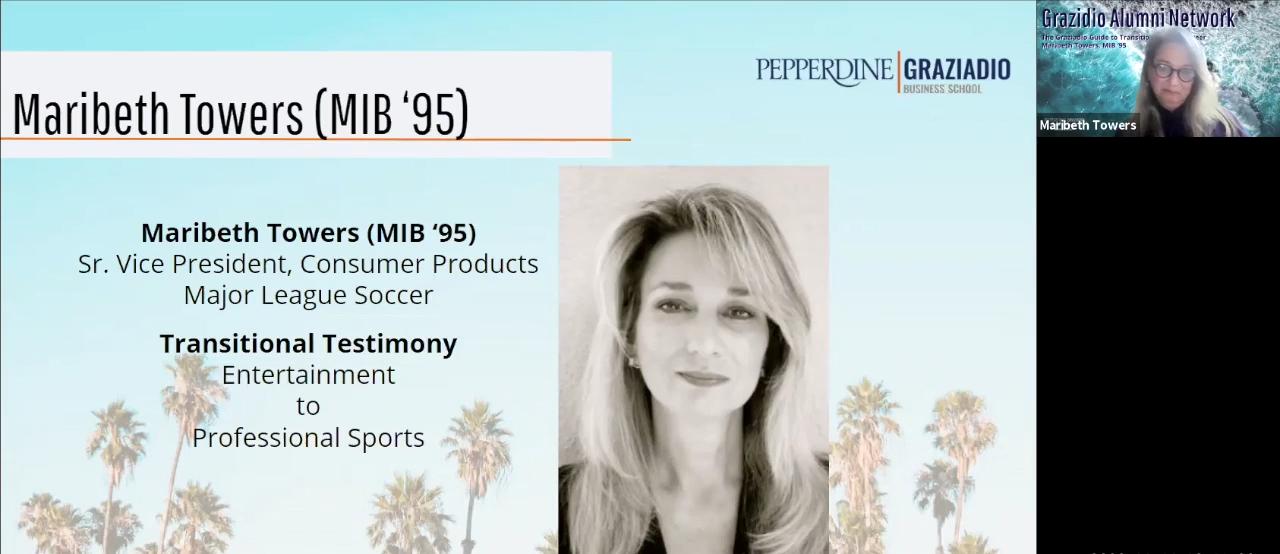 Maribeth Towers (MIB ‘95)
PEPPERDINE GRAZIADIO
BUSINESS SCHOOL
Maribeth Towers (MIB ‘95)
Sr. Vice President, Consumer Products
Major League Soccer
Transitional Testimony
Entertainment
to
Professional Sports
Grazidio Alumni Network
The Graziadio Guide to
Maribeth Towers, MIB '95
Maribeth Towers